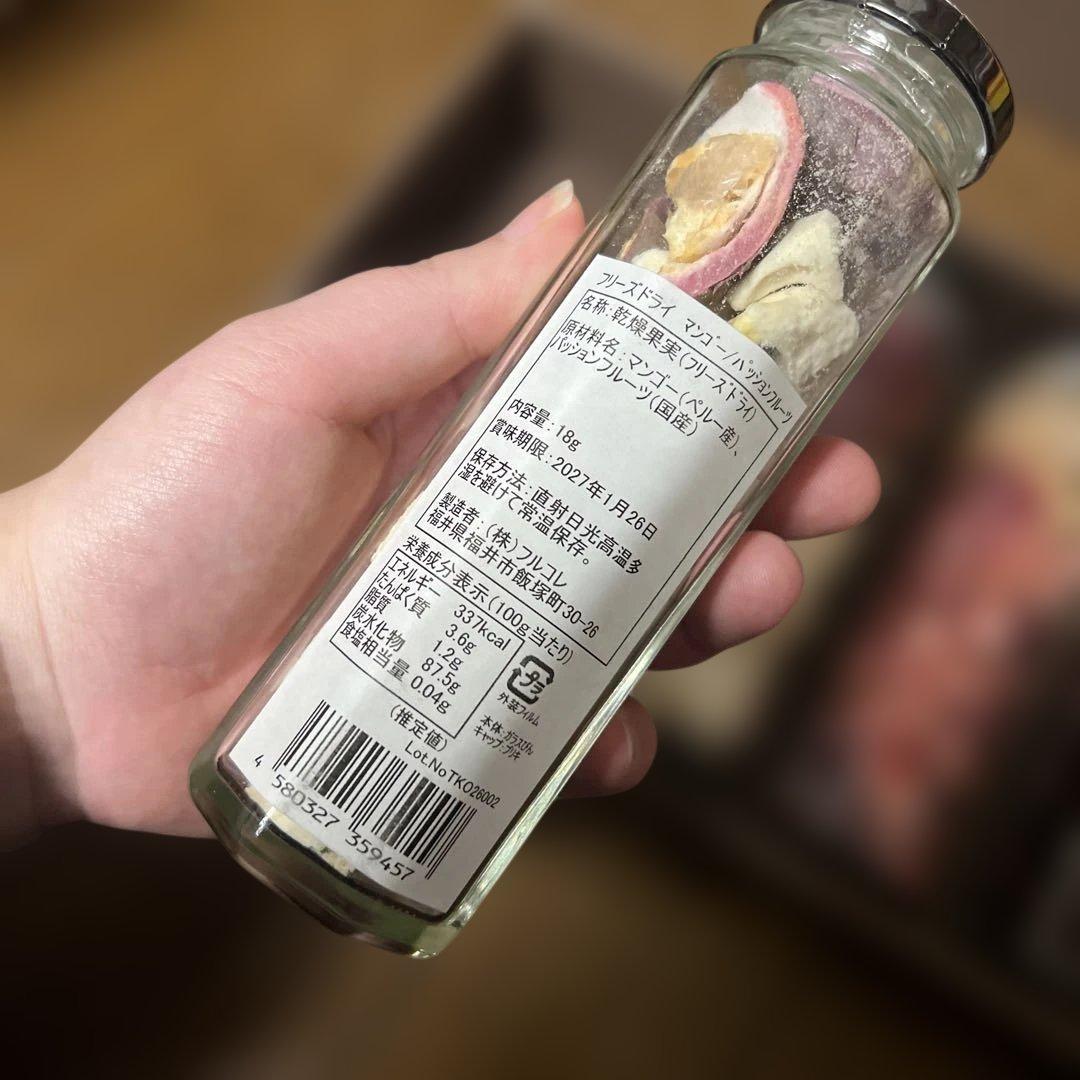 フリーズドライ マンゴー/パッションフルーツ
名称:乾燥果実(フリーズドライ)
原材料名:マンゴー(ペルー産)、
パッションフルーツ(国産)
内容量:18g
賞味期限:2027年1月26日
保存方法:直射日光高温多
湿を避けて常温保存。
製造者:(株)フルコレ
福井県福井市飯塚町30-26
栄養成分表示(100g当たり)
エネルギー 337kcal
たんぱく質 3.6g
脂質 1.2g
炭水化物 87.5g
食塩相当量 0.04g
(推定値)
プラ
外装フィルム
本体:ガラスびん
キャップ:ブリキ
Lot.NoTK026002
4 580327 359457